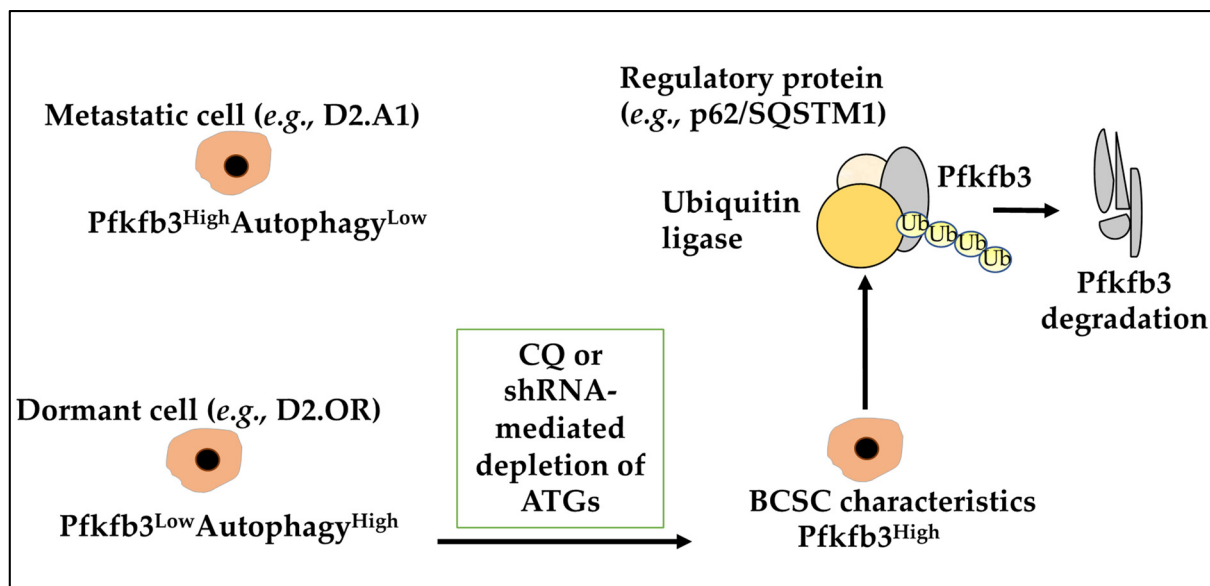 Metastatic cell (e.g., D2.A1)
Pfkfb3HighAutophagyLow
Dormant cell (e.g., D2.OR)
Pfkfb3LowAutophagyHigh
CQ or
shRNA-
mediated
depletion of
ATGs
Regulatory protein
(e.g., p62/SQSTM1)
Ubiquitin
ligase
Pfkfb3
Ub
Ub
Ub
Ub
Pfkfb3
degradation
BCSC characteristics
Pfkfb3High